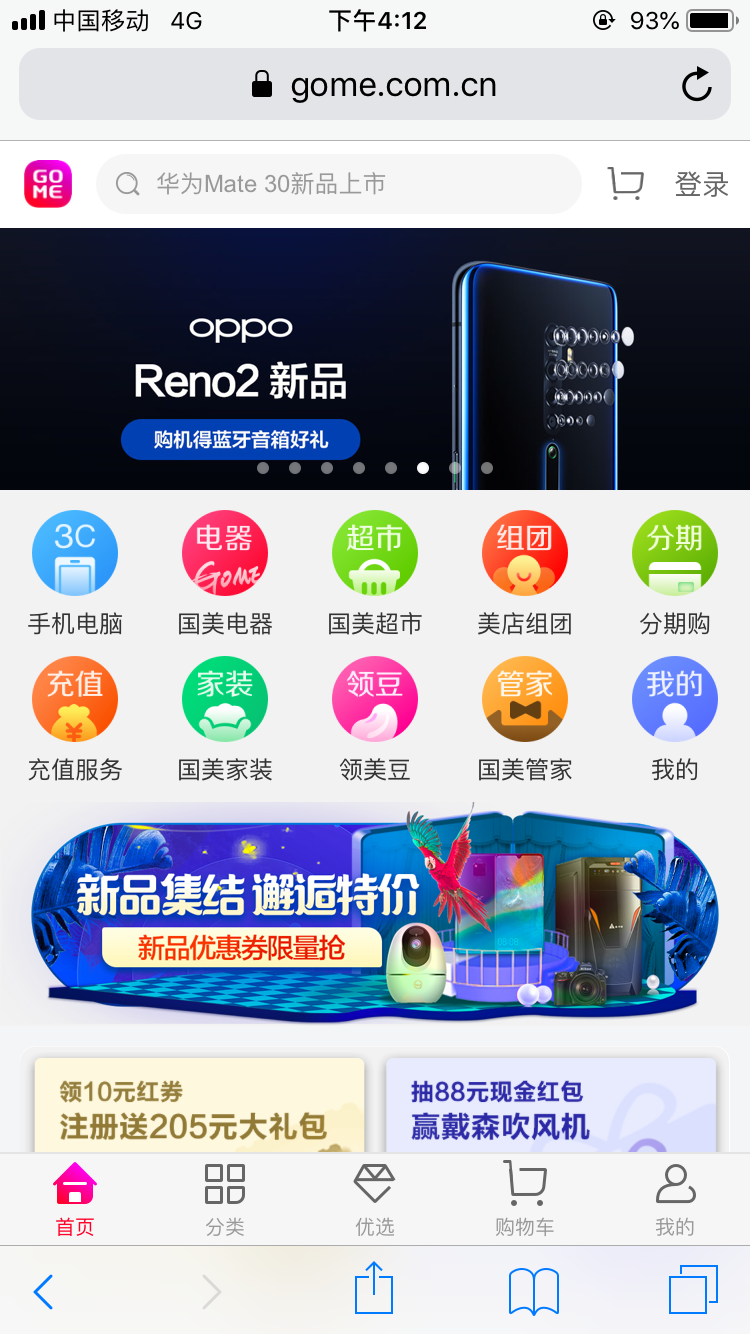 中国移动 4G 下午4:12 93%
gome.com.cn
GO
ME
华为Mate 30新品上市
登录
oppo
Reno2 新品
购机得蓝牙音箱好礼
3C 电器 超市 组团 分期
GOME
手机电脑 国美电器 国美超市 美店组团 分期购
充值 家装 领豆 管家 我的
¥
充值服务 国美家装 领美豆 国美管家 我的
新品集结 邂逅特价
新品优惠券限量抢
领10元红券
注册送205元大礼包
抽88元现金红包
赢戴森吹风机
首页 分类 优选 购物车 我的